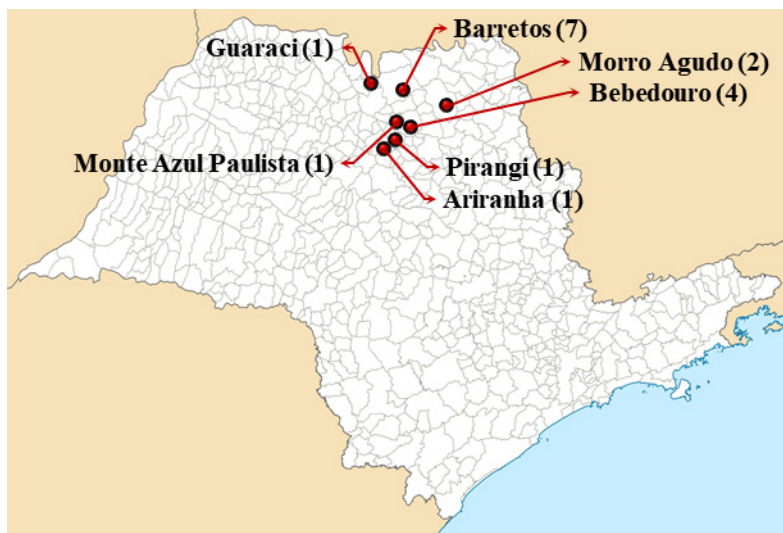 Barretos (7)
Guaraci (1)
Morro Agudo (2)
Bebedouro (4)
Monte Azul Paulista (1)
Pirangi (1)
Ariranha (1)